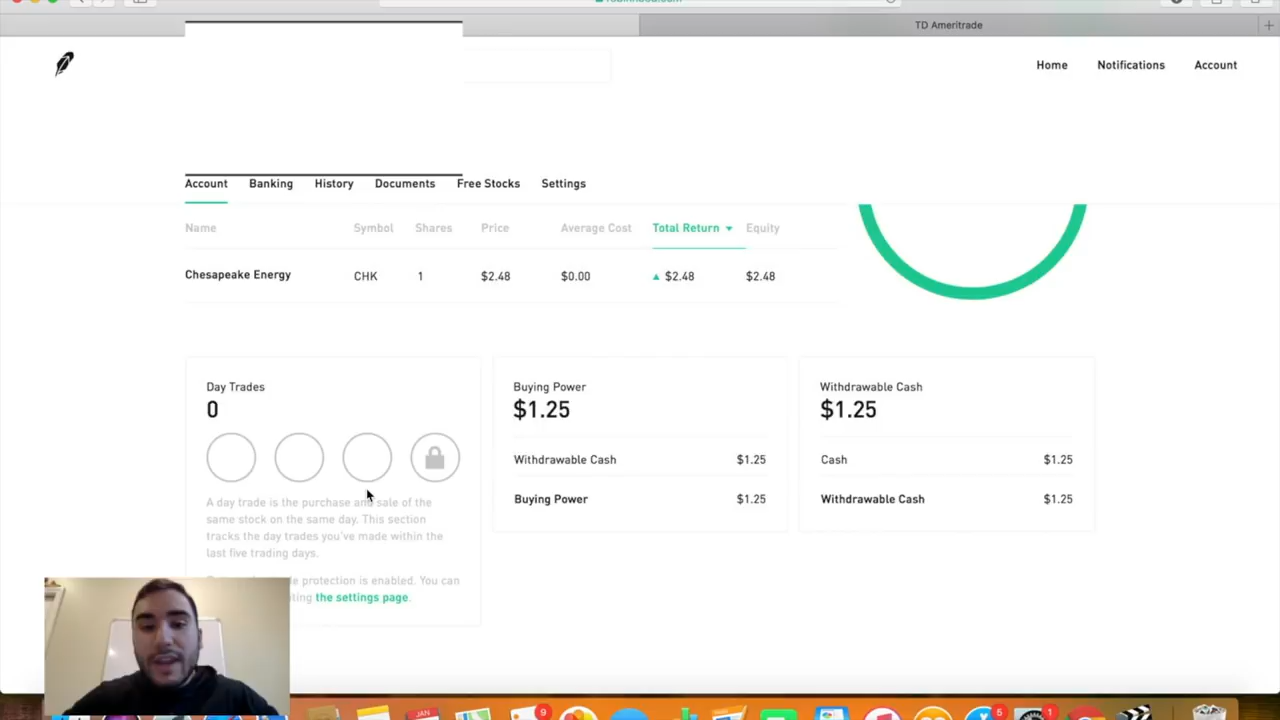 TD Ameritrade
Home Notifications Account
Account Banking History Documents Free Stocks Settings
Name Symbol Shares Price Average Cost Total Return Equity
Chesapeake Energy CHK 1 $2.48 $0.00 $2.48 $2.48
Day Trades
0
A day trade is the purchase and sale of the
same stock on the same day. This section
tracks the day trades you've made within the
last five trading days.
protection is enabled. You can
the settings page.
Buying Power
$1.25
Withdrawable Cash $1.25
Buying Power $1.25
Withdrawable Cash
$1.25
Cash $1.25
Withdrawable Cash $1.25
JAN
9
5
1